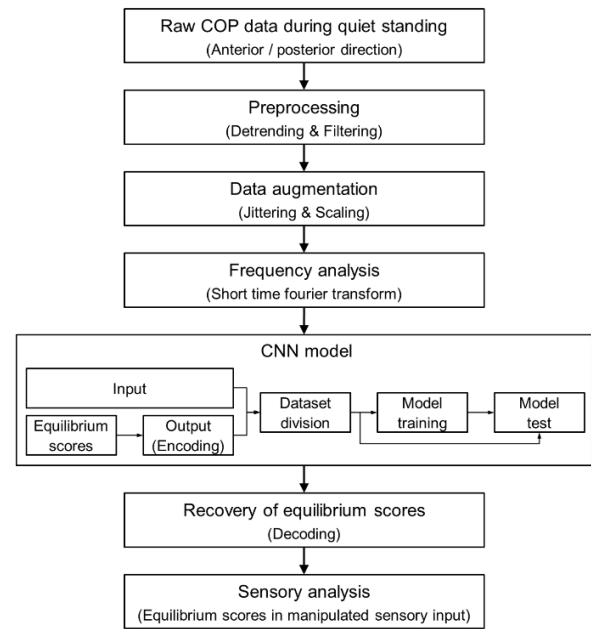 Raw COP data during quiet standing
(Anterior / posterior direction)
Preprocessing
(Detrending & Filtering)
Data augmentation
(Jittering & Scaling)
Frequency analysis
(Short time fourier transform)
CNN model
Input
Equilibrium
scores
Output
(Encoding)
Dataset
division
Model
training
Model
test
Recovery of equilibrium scores
(Decoding)
Sensory analysis
(Equilibrium scores in manipulated sensory input)